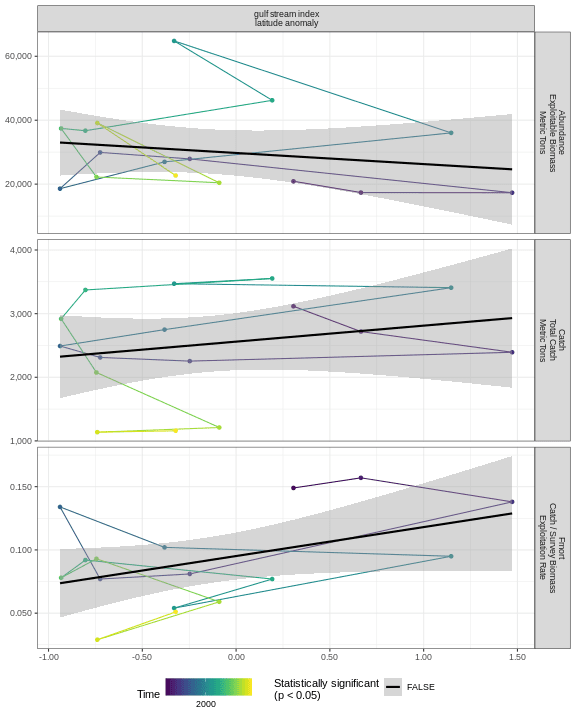 gulf stream index
latitude anomaly
60,000
40,000
20,000
Abundance
Exploitable Biomass
Metric Tons
4,000
3,000
2,000
1,000
Catch
Total Catch
Metric Tons
0.150
0.100
0.050
Fmort
Catch / Survey Biomass
Exploitation Rate
-1.00
-0.50
0.00
0.50
1.00
1.50
Time
2000
Statistically significant
(p < 0.05)
FALSE